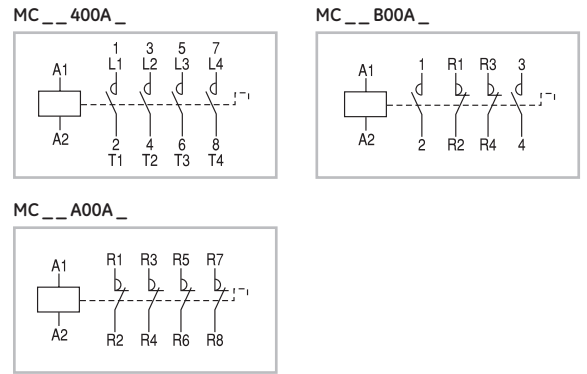 MC _ _ 400A _
1 3 5 7
A1 L1 L2 L3 L4
A2 2 4 6 8
T1 T2 T3 T4
MC _ _ B00A _
A1 1 R1 R3 3
A2 2 R2 R4 4
MC _ _ A00A _
A1 R1 R3 R5 R7
A2 R2 R4 R6 R8